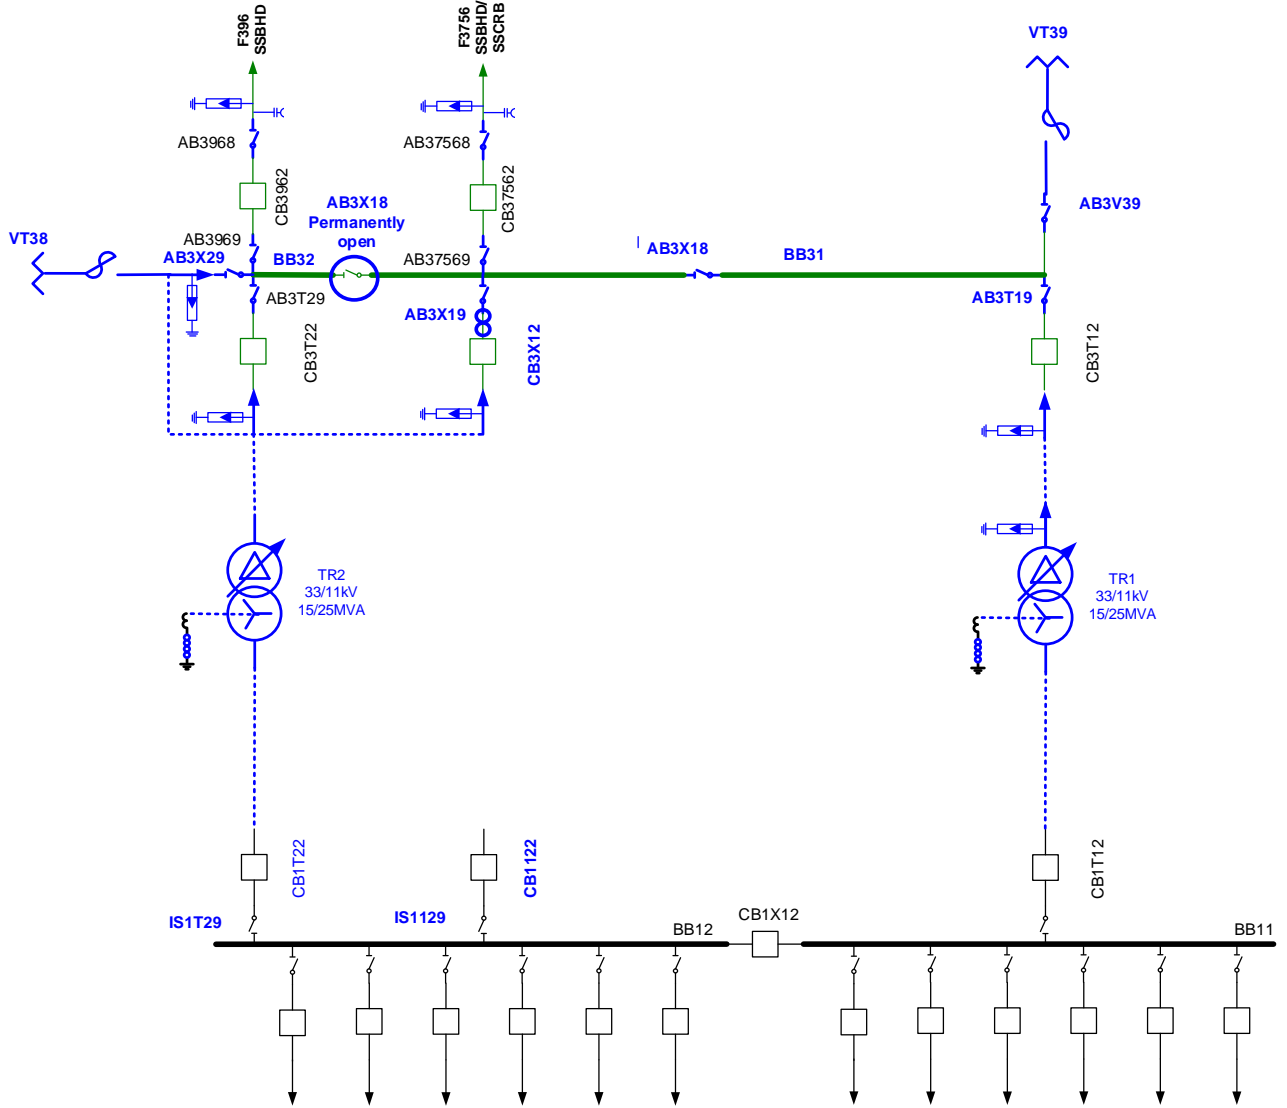 F396
SSBHD
F3756
SSBHD/
SSCRB
VT39
AB3968
AB37568
CB3962
CB37562
AB3X18
Permanently
open
AB3V39
VT38
AB3969
AB3X29
BB32
AB37569
AB3X18
BB31
AB3T29
AB3X19
AB3T19
CB3T22
CB3X12
CB3T12
TR2
33/11kV
15/25MVA
TR1
33/11kV
15/25MVA
CB1T22
CB1122
CB1T12
IS1T29
IS1129
CB1X12
BB12
BB11